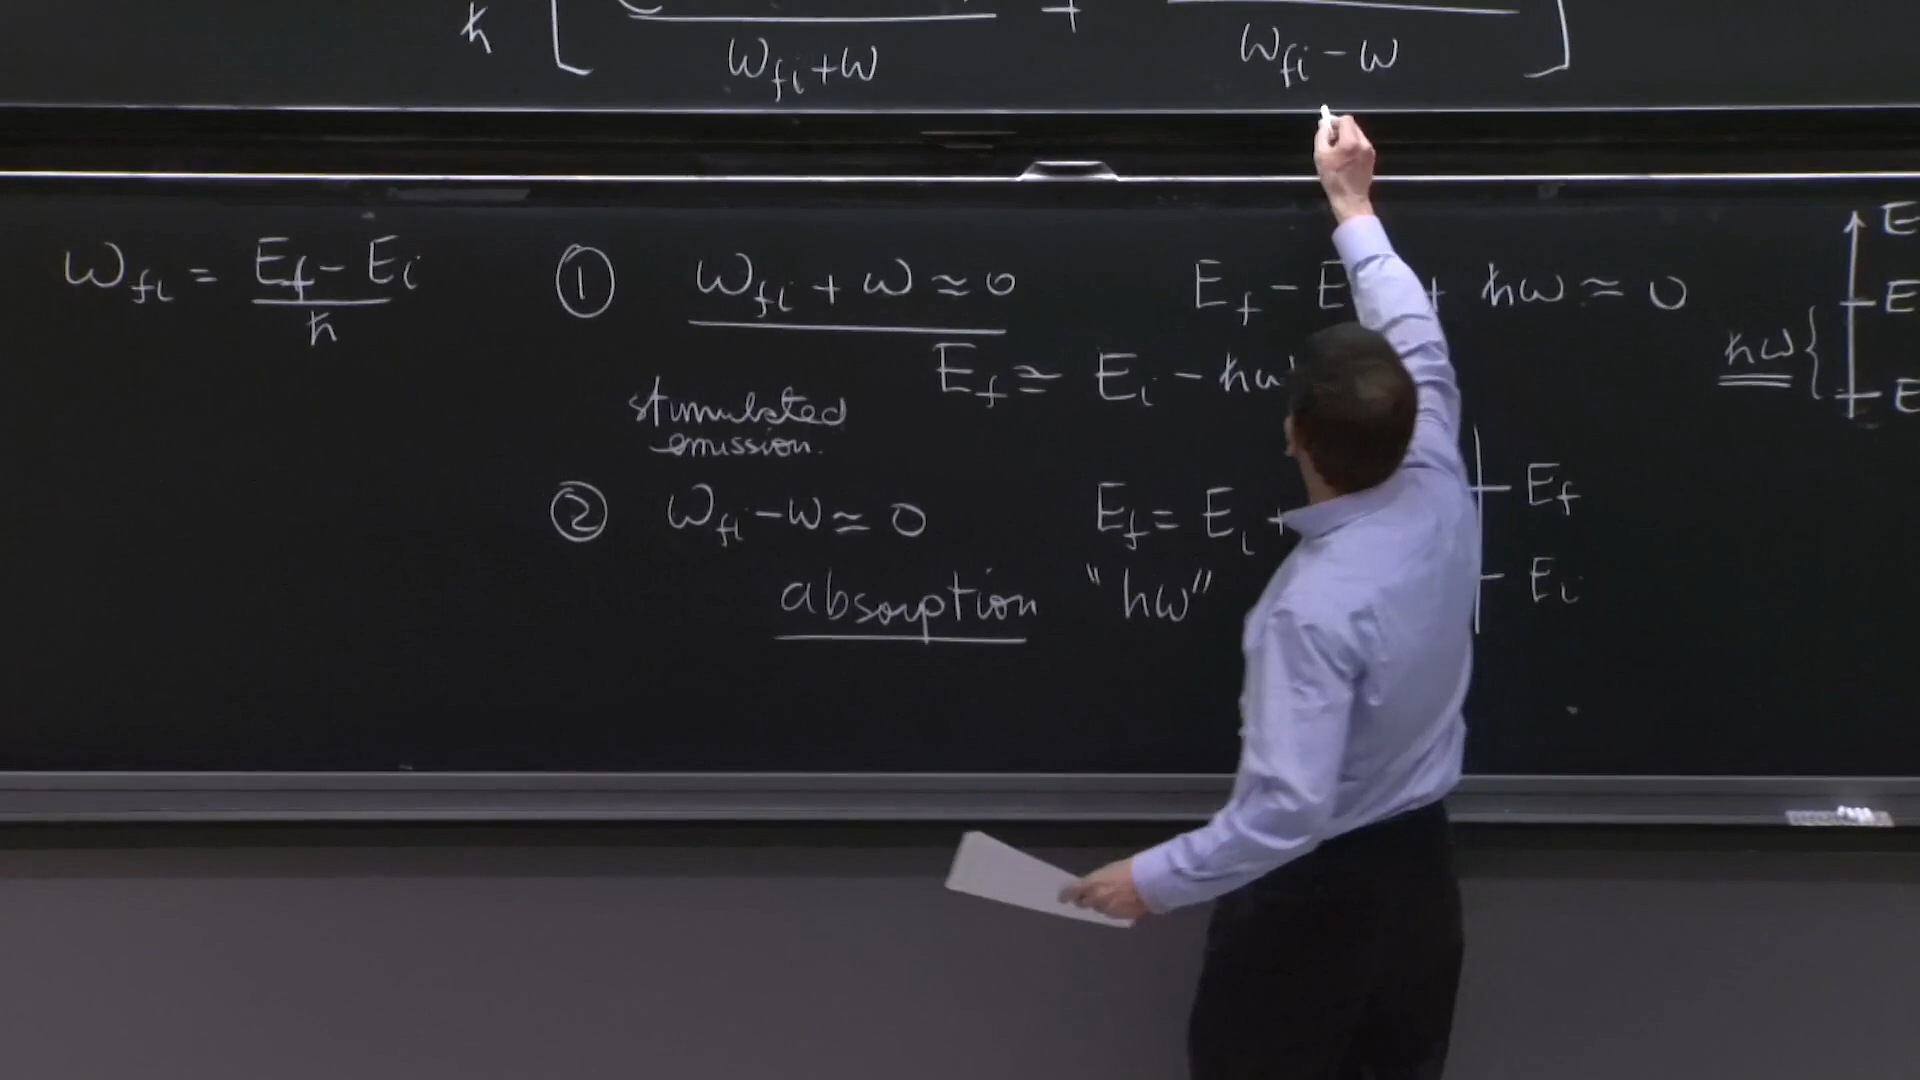 ħ [ ω_fi + ω + ω_fi − ω ]
ω_fi = E_f − E_i / ħ
① ω_fi + ω ≃ 0
E_f − E + ħω ≃ 0
E_f ≃ E_i − ħω
stimulated
emission.
② ω_fi − ω ≃ 0
E_f = E_i +
absorption "ħω"
E_f
E_i
ħω {
E
E
E